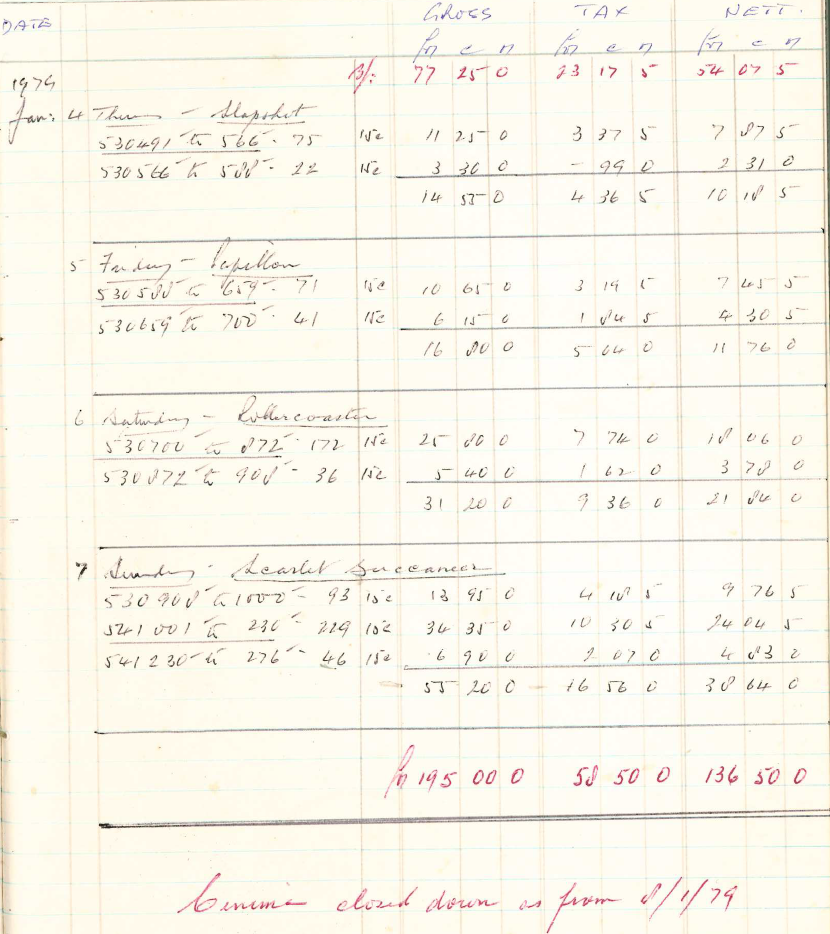 GROSS TAX NETT.
DATE £m c m £m c m £m c m
1979 B/: 77 25 0 23 17 5 54 07 5
Jan: 4 Thurs - Slapshot
530491 to 566 - 75 15c 11 25 0 3 37 5 7 87 5
530566 to 588 - 22 15c 3 30 0 - 99 0 2 31 0
14 55 0 4 36 5 10 18 5
5 Friday - Papillon
530588 to 659 - 71 15c 10 65 0 3 19 5 7 45 5
530659 to 700 - 41 15c 6 15 0 1 84 5 4 30 5
16 80 0 5 04 0 11 76 0
6 Saturday - Rollercoaster
530700 to 872 - 172 15c 25 80 0 7 74 0 18 06 0
530872 to 908 - 36 15c 5 40 0 1 62 0 3 78 0
31 20 0 9 36 0 21 84 0
7 Sunday - Scarlet Buccaneer
530908 to 1000 - 93 15c 13 95 0 4 18 5 9 76 5
541001 to 230 - 229 15c 34 35 0 10 30 5 24 04 5
541230 to 276 - 46 15c 6 90 0 2 07 0 4 83 0
55 20 0 - 16 56 0 38 64 0
£m 195 00 0 58 50 0 136 50 0
Cinema closed down as from 8/1/79